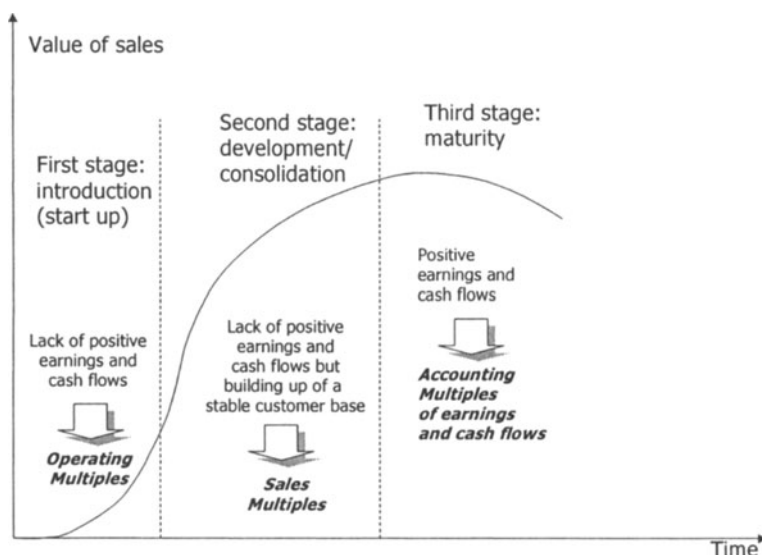 Value of sales
First stage:
introduction
(start up)
Second stage:
development/
consolidation
Third stage:
maturity
Lack of positive
earnings and
cash flows
Operating
Multiples
Lack of positive
earnings and
cash flows but
building up of a
stable customer base
Sales
Multiples
Positive
earnings and
cash flows
Accounting
Multiples
of earnings
and cash flows
Time